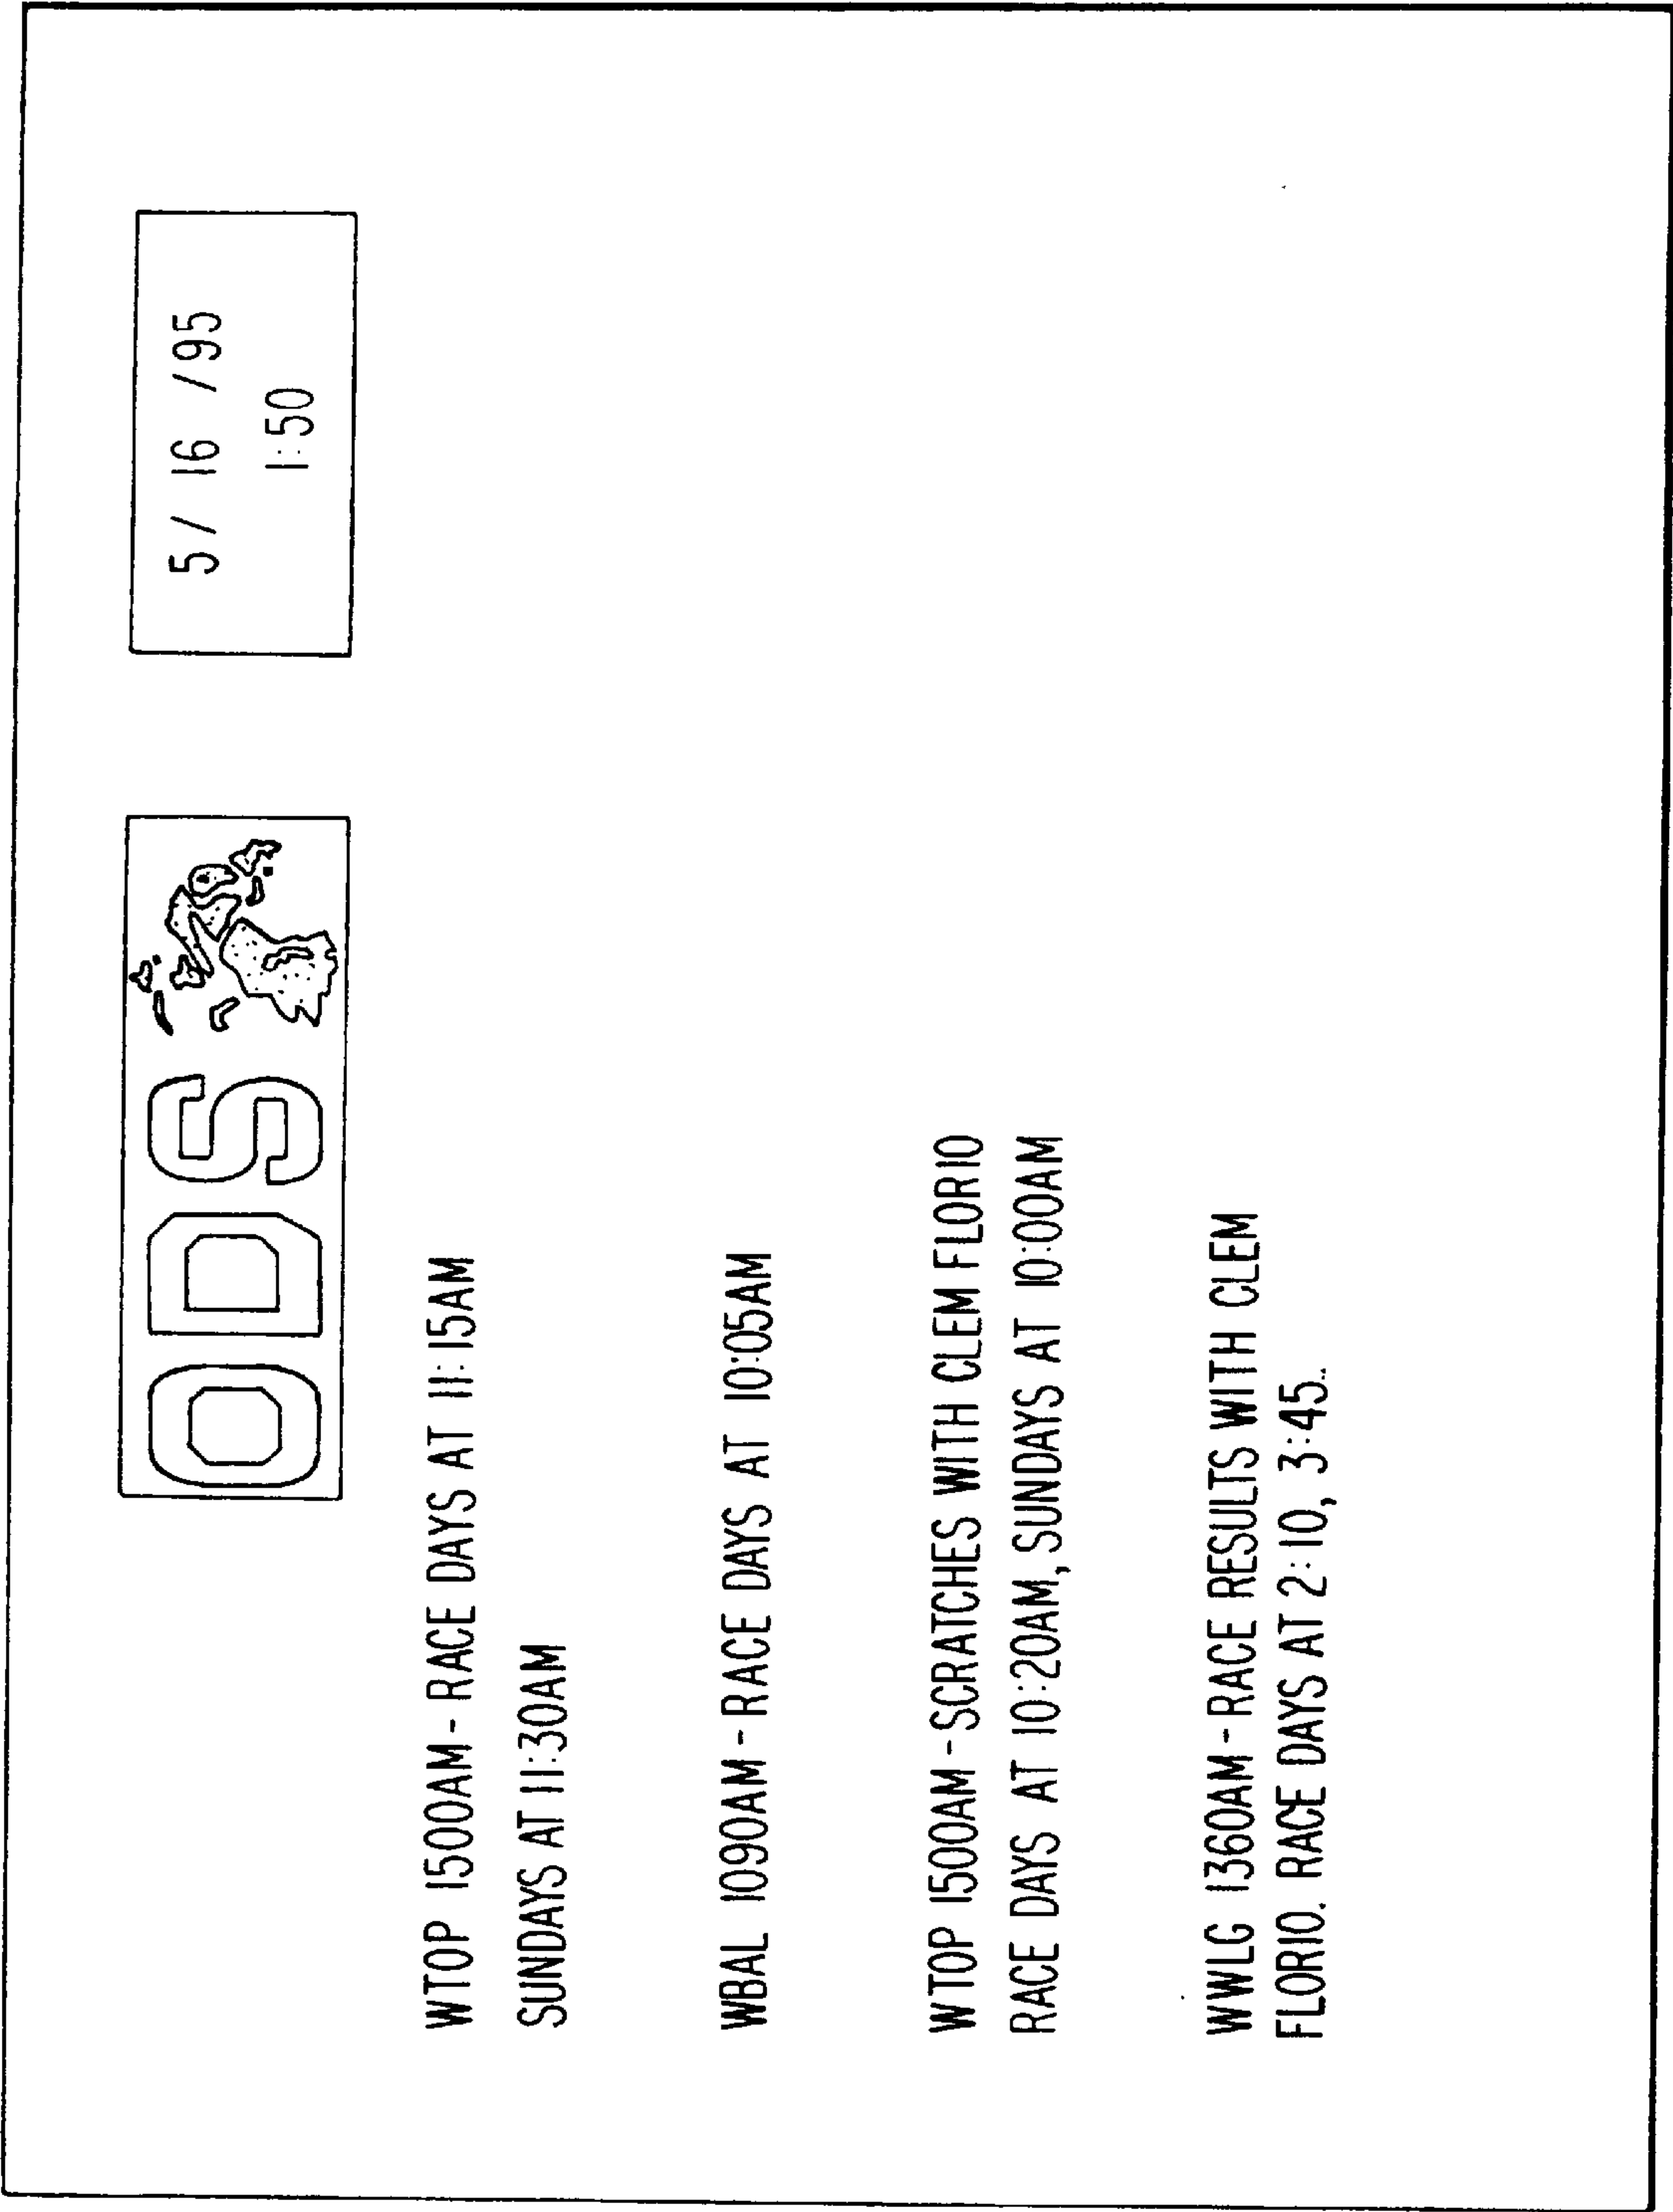 ODS
5/ 16 /95
1:50
WTOP 1500AM-RACE DAYS AT 11:15AM
SUNDAYS AT 11:30AM
WBAL 1090AM-RACE DAYS AT 10:05AM
WTOP 1500AM-SCRATCHES WITH CLEM FLORIO
RACE DAYS AT 10:20AM, SUNDAYS AT 10:00AM
WWLG 1360AM-RACE RESULTS WITH CLEM
FLORIO. RACE DAYS AT 2:10, 3:45..